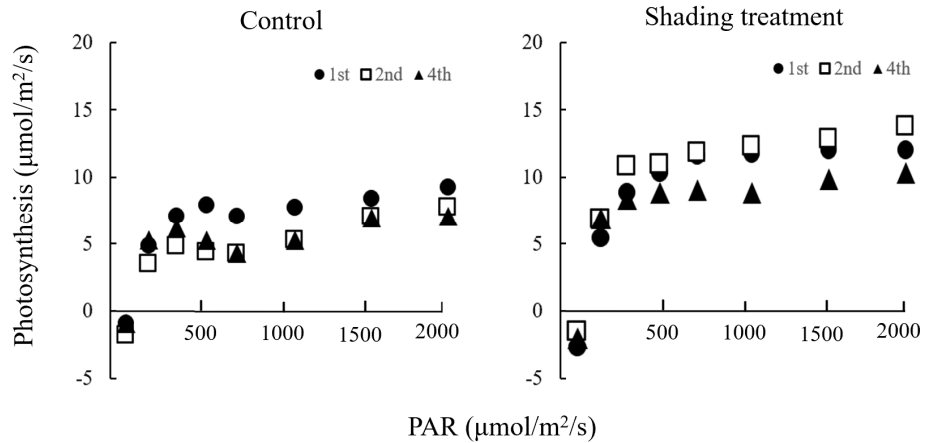 Control
Shading treatment
Photosynthesis (μmol/m²/s)
20
15
10
5
0
-5
1st 2nd 4th
500 1000 1500 2000
20
15
10
5
0
-5
1st 2nd 4th
500 1000 1500 2000
PAR (μmol/m²/s)